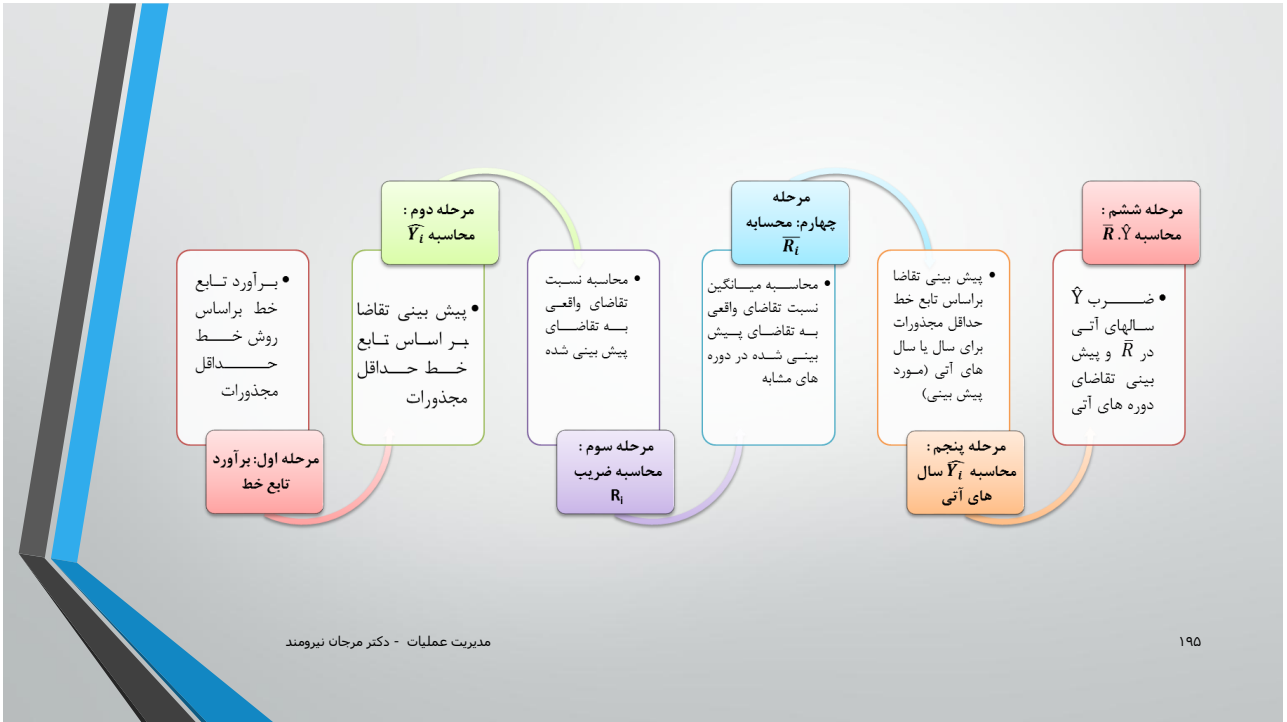 برآورد تابع
خط براساس
روش خط
حداقل
مجذورات
مرحله اول: برآورد
تابع خط
مرحله دوم :
محاسبه $\widehat{Y_i}$
پیش بینی تقاضا
بر اساس تابع
خط حداقل
مجذورات
محاسبه نسبت
تقاضای واقعی
به تقاضای
پیش بینی شده
مرحله سوم :
محاسبه ضریب
Rᵢ
مرحله
چهارم: محسابه
$\overline{R_i}$
محاسبه میانگین
نسبت تقاضای واقعی
به تقاضای پیش
بینی شده در دوره
های مشابه
پیش بینی تقاضا
براساس تابع خط
حداقل مجذورات
برای سال یا سال
های آتی (مورد
پیش بینی)
مرحله پنجم :
محاسبه $\widehat{Y_i}$ سال
های آتی
مرحله ششم :
محاسبه $\overline{R}.\hat{Y}$
ضرب Ŷ
سالهای آتی
در $\overline{R}$ و پیش
بینی تقاضای
دوره های آتی
مدیریت عملیات - دکتر مرجان نیرومند
۱۹۵